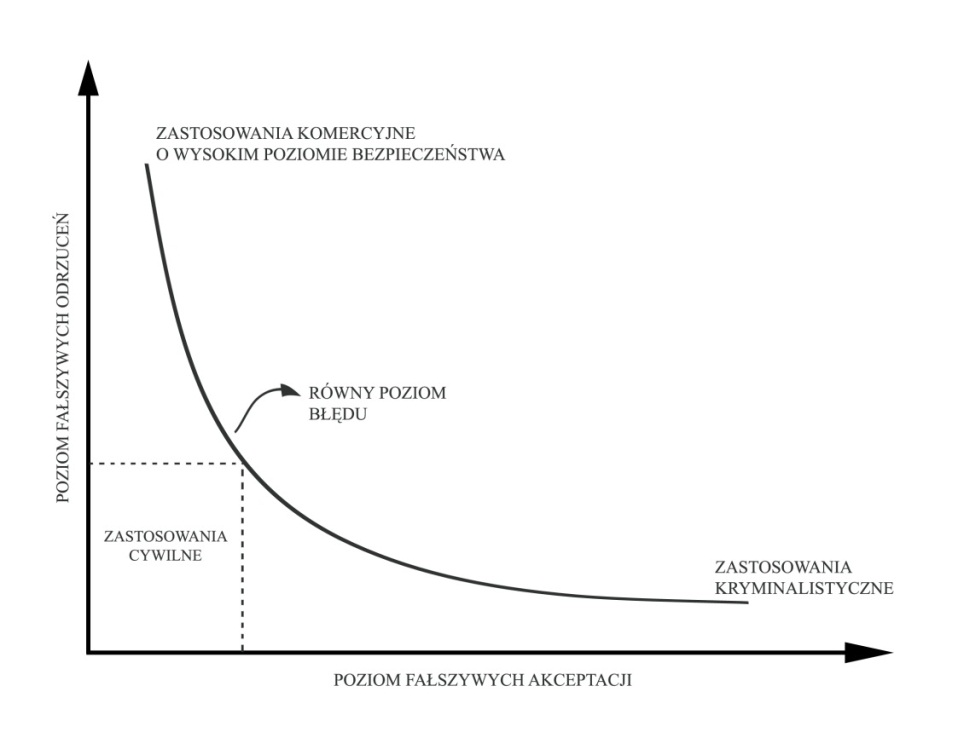 ZASTOSOWANIA KOMERCYJNE
O WYSOKIM POZIOMIE BEZPIECZEŃSTWA
POZIOM FAŁSZYWYCH ODRZUCEŃ
RÓWNY POZIOM
BŁĘDU
ZASTOSOWANIA
CYWILNE
ZASTOSOWANIA
KRYMINALISTYCZNE
POZIOM FAŁSZYWYCH AKCEPTACJI